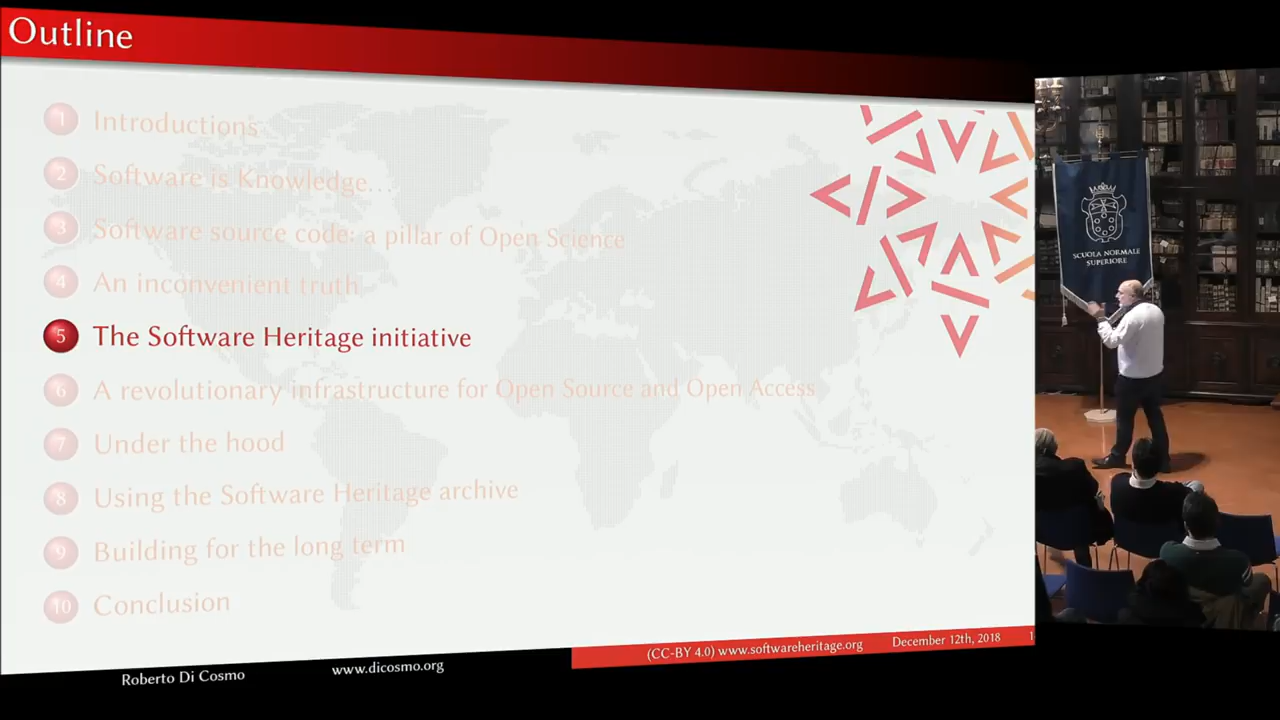 Outline
1 Introductions
2 Software is Knowledge...
3 Software source code: a pillar of Open Science
4 An inconvenient truth
5 The Software Heritage initiative
6 A revolutionary infrastructure for Open Source and Open Access
7 Under the hood
8 Using the Software Heritage archive
9 Building for the long term
10 Conclusion
Roberto Di Cosmo
www.dicosmo.org
(CC-BY 4.0) www.softwareheritage.org
December 12th, 2018
SCUOLA NORMALE
SUPERIORE